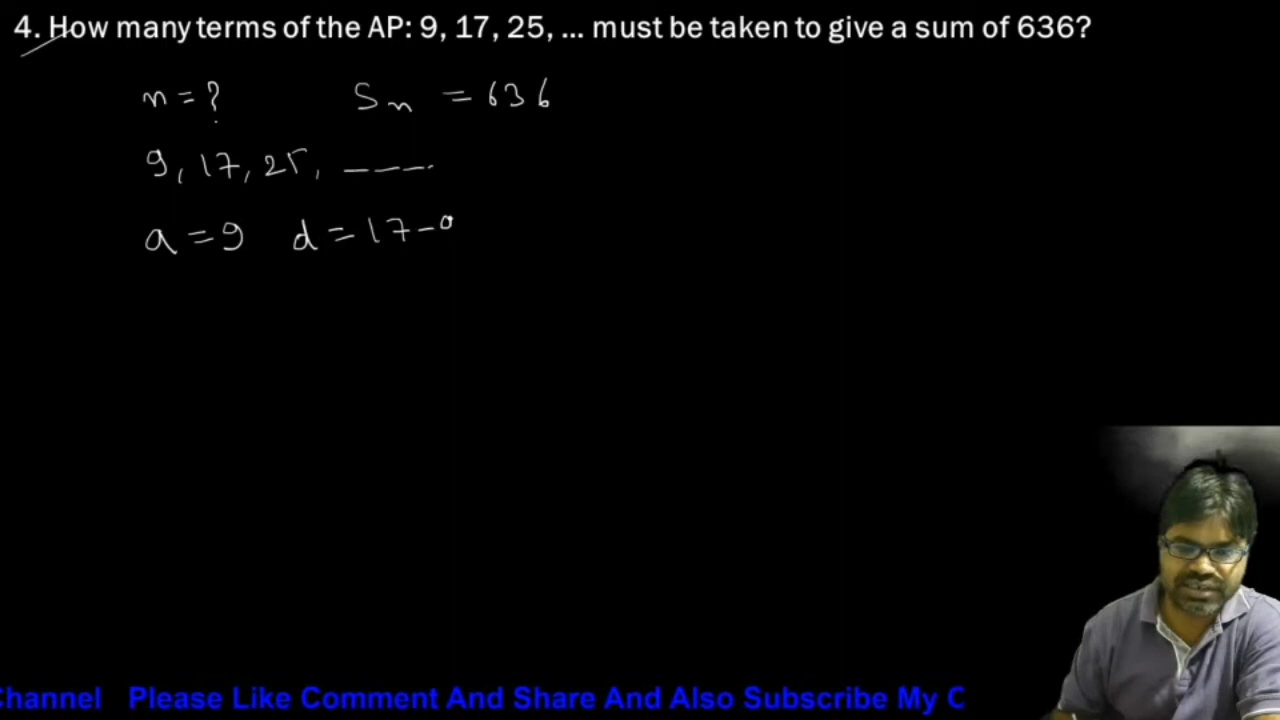 4. How many terms of the AP: 9, 17, 25, ... must be taken to give a sum of 636?
n = ? Sn = 636
9, 17, 25, ----
a = 9 d = 17-
Channel Please Like Comment And Share And Also Subscribe My C